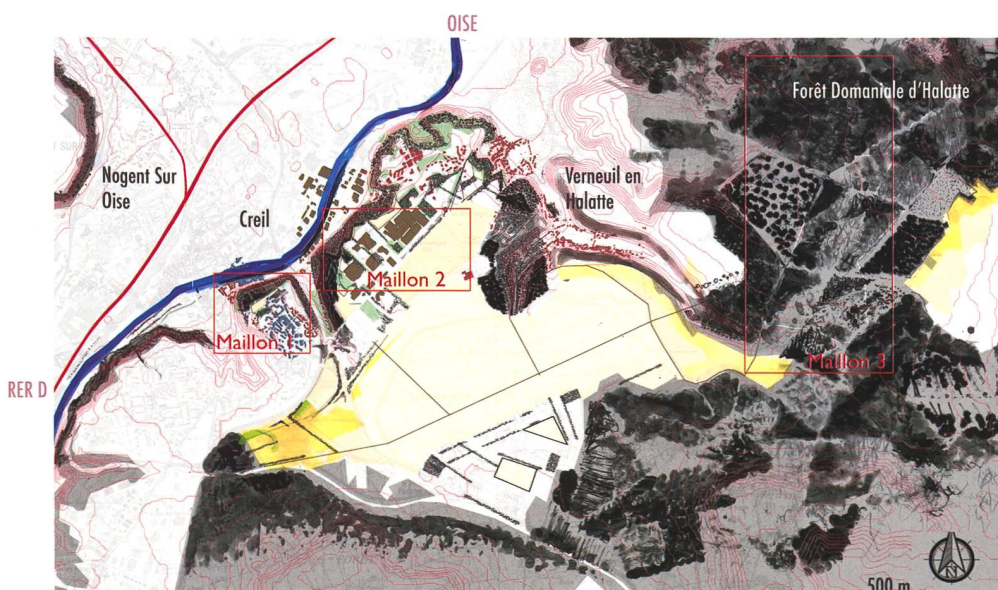 OISE
Forêt Domaniale d'Halatte
Nogent Sur
Oise
Verneuil en
Halatte
Creil
Maillon 2
Maillon 1
Maillon 3
RER D
500 m
N